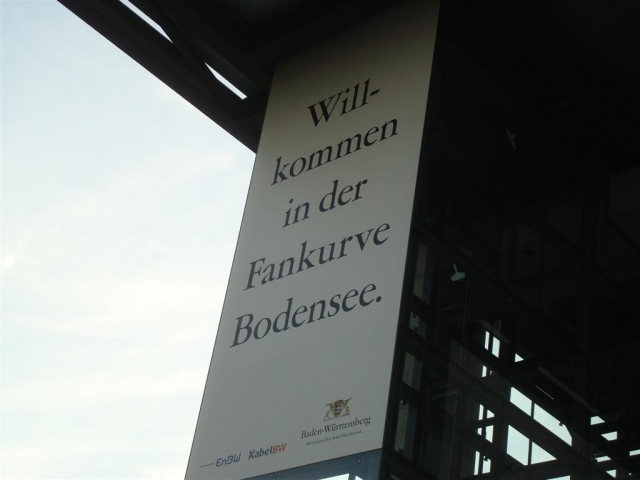 Will-
kommen
in der
Fankurve
Bodensee.
Baden-Württemberg
EnBW KabelBW